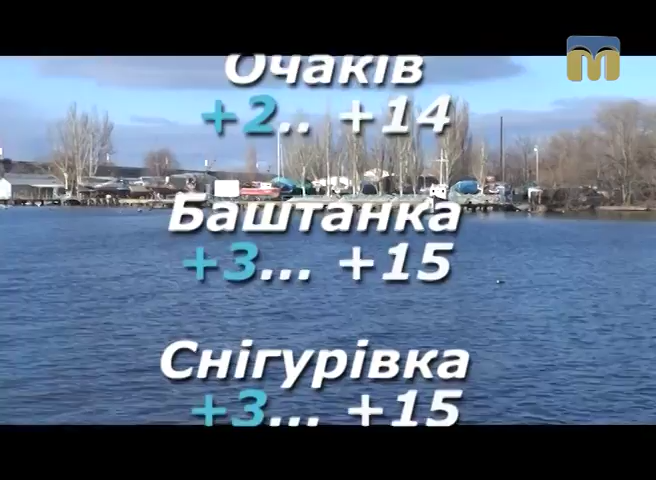 Очаків
+2.. +14
Баштанка
+3... +15
Снігурівка
+3... +15